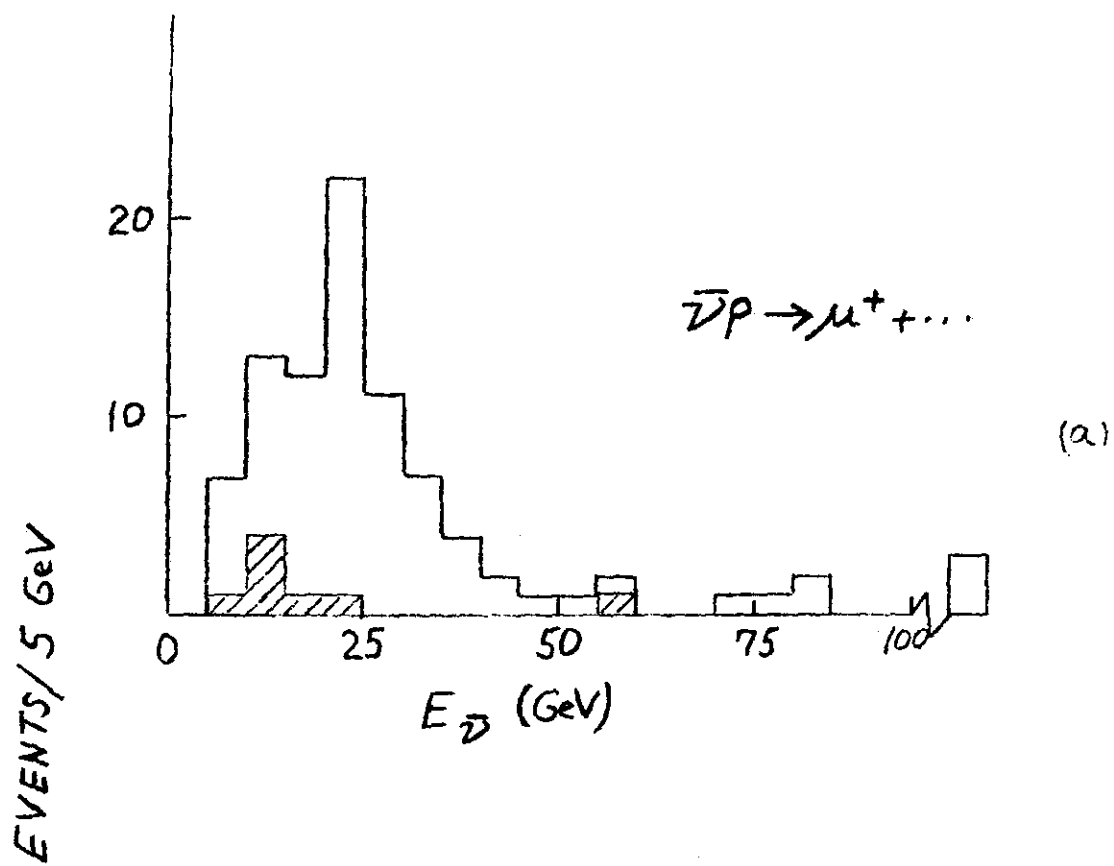 20
ν̄p → μ⁺ + ...
10
(a)
EVENTS/5 GeV
0 25 50 75 100
E_ν̄ (GeV)